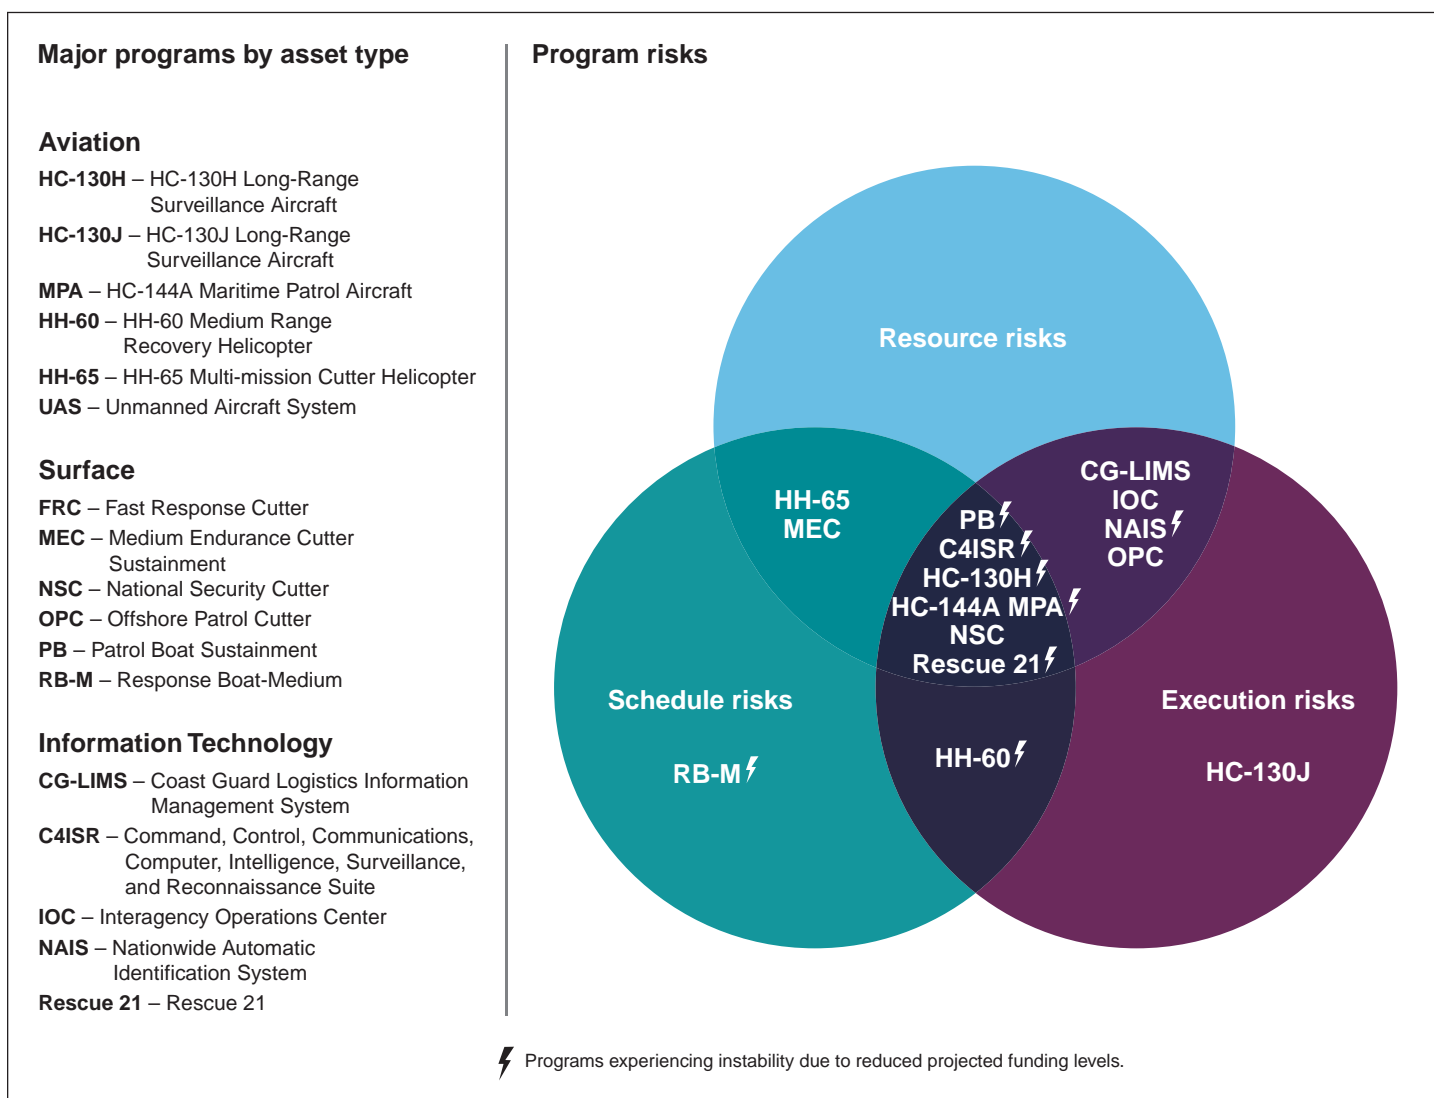 Major programs by asset type
Aviation
HC-130H – HC-130H Long-Range
Surveillance Aircraft
HC-130J – HC-130J Long-Range
Surveillance Aircraft
MPA – HC-144A Maritime Patrol Aircraft
HH-60 – HH-60 Medium Range
Recovery Helicopter
HH-65 – HH-65 Multi-mission Cutter Helicopter
UAS – Unmanned Aircraft System
Surface
FRC – Fast Response Cutter
MEC – Medium Endurance Cutter
Sustainment
NSC – National Security Cutter
OPC – Offshore Patrol Cutter
PB – Patrol Boat Sustainment
RB-M – Response Boat-Medium
Information Technology
CG-LIMS – Coast Guard Logistics Information
Management System
C4ISR – Command, Control, Communications,
Computer, Intelligence, Surveillance,
and Reconnaissance Suite
IOC – Interagency Operations Center
NAIS – Nationwide Automatic
Identification System
Rescue 21 – Rescue 21
Program risks
Resource risks
HH-65
MEC
CG-LIMS
IOC
NAIS
OPC
PB
C4ISR
HC-130H
HC-144A MPA
NSC
Rescue 21
Schedule risks
RB-M
HH-60
Execution risks
HC-130J
Programs experiencing instability due to reduced projected funding levels.